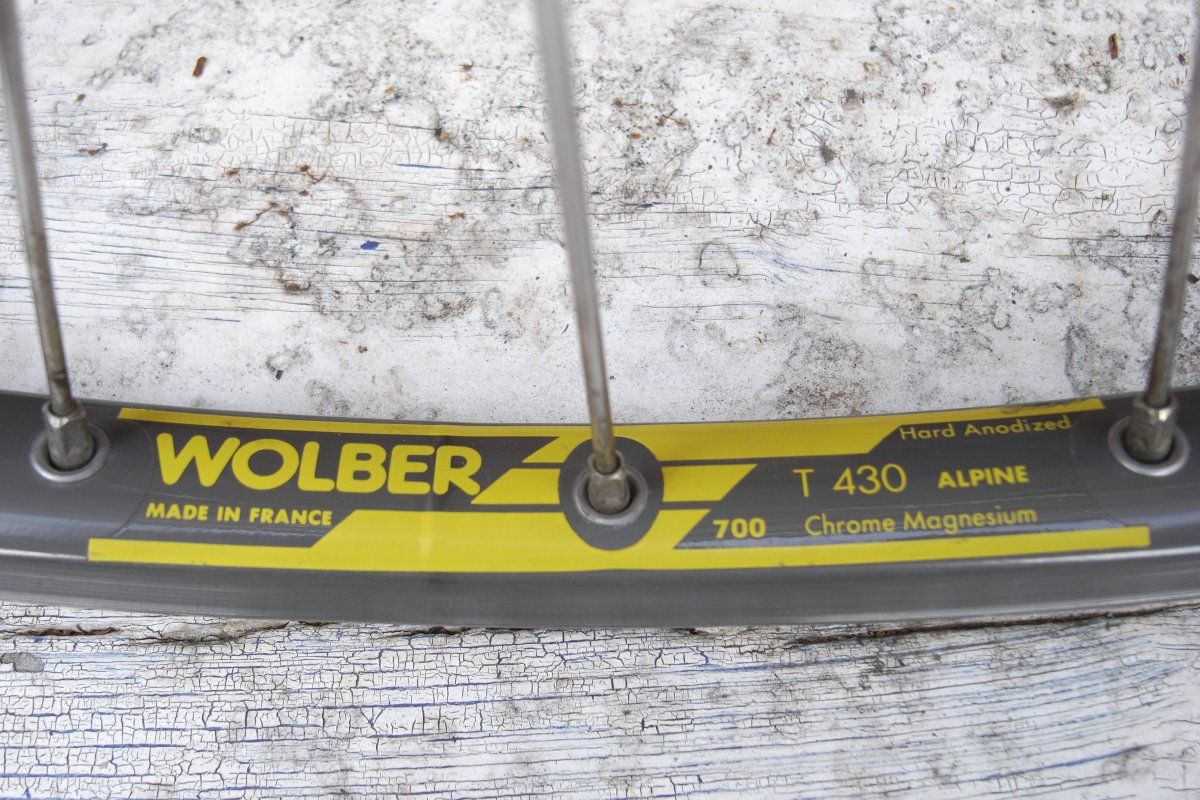 WOLBER
MADE IN FRANCE
Hard Anodized
T 430 ALPINE
700 Chrome Magnesium